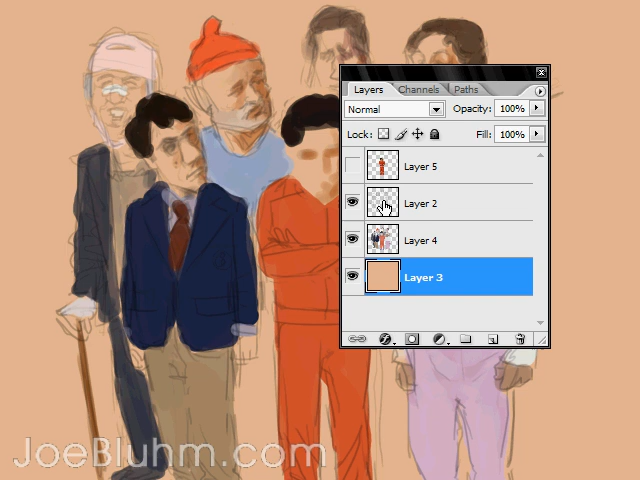 Layers Channels Paths
Normal Opacity: 100%
Lock: Fill: 100%
Layer 5
Layer 2
Layer 4
Layer 3
JoeBluhm.com